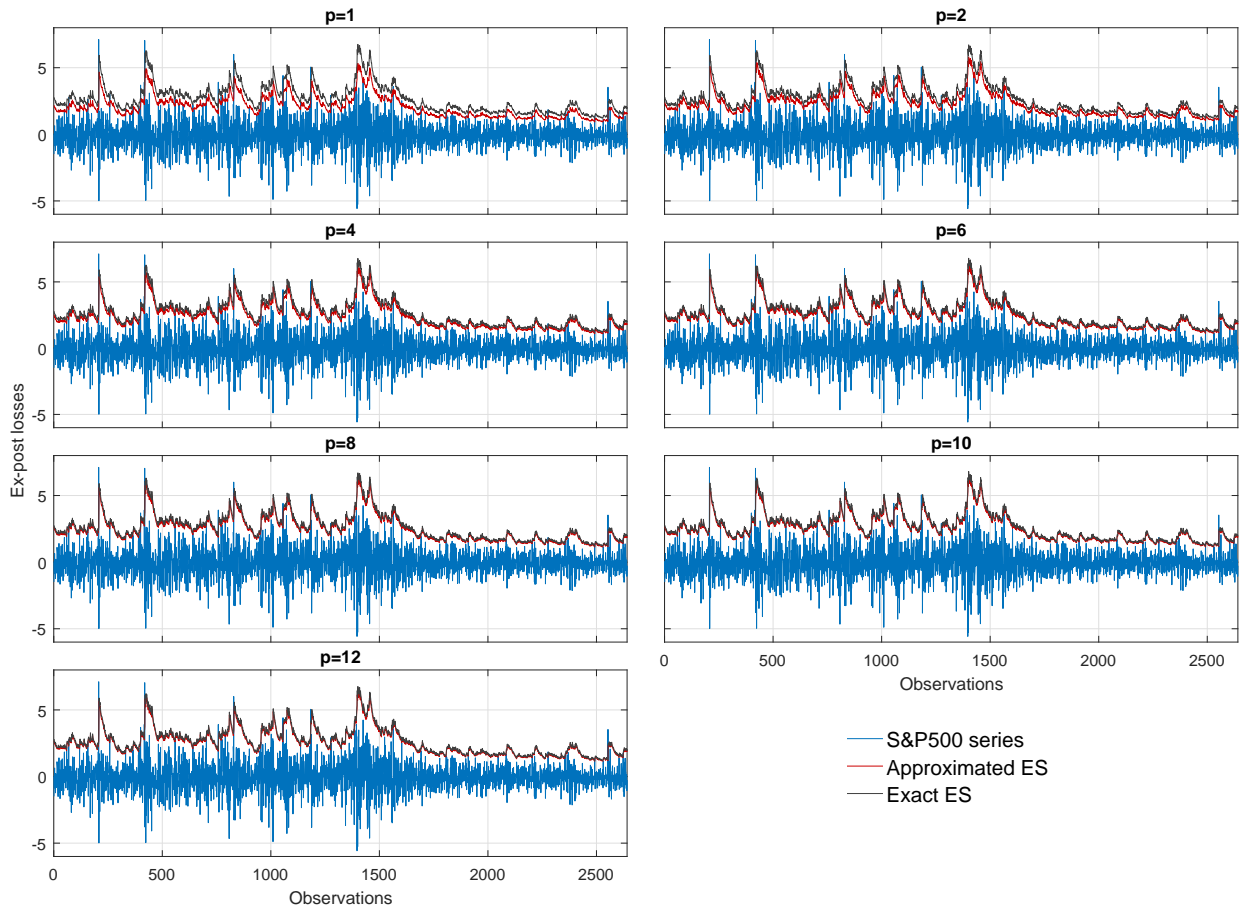 p=1
p=2
5
0
-5
p=4
p=6
5
0
-5
Ex-post losses
p=8
p=10
5
0
-5
0
500
1000
1500
2000
2500
Observations
p=12
5
0
-5
0
500
1000
1500
2000
2500
Observations
S&P500 series
Approximated ES
Exact ES